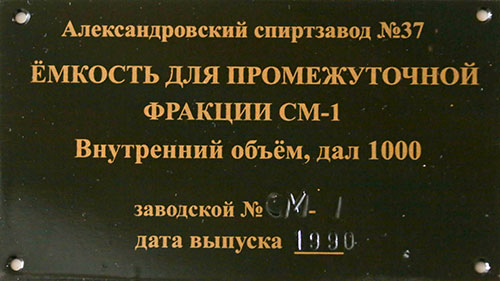 Александровский спиртзавод №37
ЁМКОСТЬ ДЛЯ ПРОМЕЖУТОЧНОЙ
ФРАКЦИИ СМ-1
Внутренний объём, дал 1000
заводской № СМ-1
дата выпуска 1990